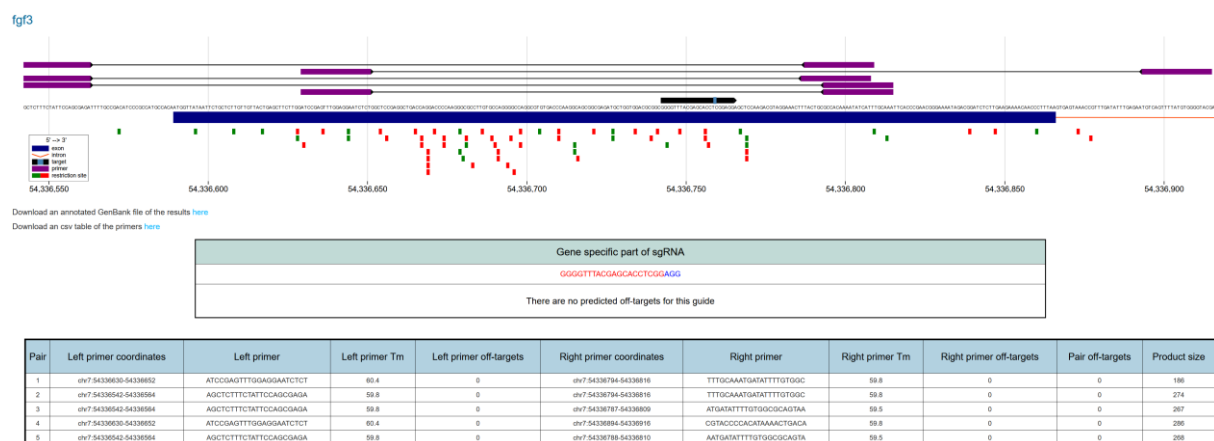 fgf3
5' --> 3'
exon
intron
target
primer
restriction site
54,336,550 54,336,600 54,336,650 54,336,700 54,336,750 54,336,800 54,336,850 54,336,900
Download an annotated GenBank file of the results here
Download an csv table of the primers here
Gene specific part of sgRNA
GGGGTTTACGAGCACCTCGGAGG
There are no predicted off-targets for this guide
Pair Left primer coordinates Left primer Left primer Tm Left primer off-targets Right primer coordinates Right primer Right primer Tm Right primer off-targets Pair off-targets Product size
1 chr7:54336630-54336652 ATCCGAGTTTGGAGGAATCTCT 60.4 0 chr7:54336794-54336816 TTTGCAAATGATATTTTGTGGC 59.8 0 0 186
2 chr7:54336542-54336564 AGCTCTTTCTATTCCAGCGAGA 59.8 0 chr7:54336794-54336816 TTTGCAAATGATATTTTGTGGC 59.8 0 0 274
3 chr7:54336542-54336564 AGCTCTTTCTATTCCAGCGAGA 59.8 0 chr7:54336787-54336809 ATGATATTTTGTGGCGCAGTAA 59.5 0 0 267
4 chr7:54336630-54336652 ATCCGAGTTTGGAGGAATCTCT 60.4 0 chr7:54336894-54336916 CGTACCCCACATAAAACTGACA 59.8 0 0 286
5 chr7:54336542-54336564 AGCTCTTTCTATTCCAGCGAGA 59.8 0 chr7:54336788-54336810 AATGATATTTTGTGGCGCAGTA 59.5 0 0 268